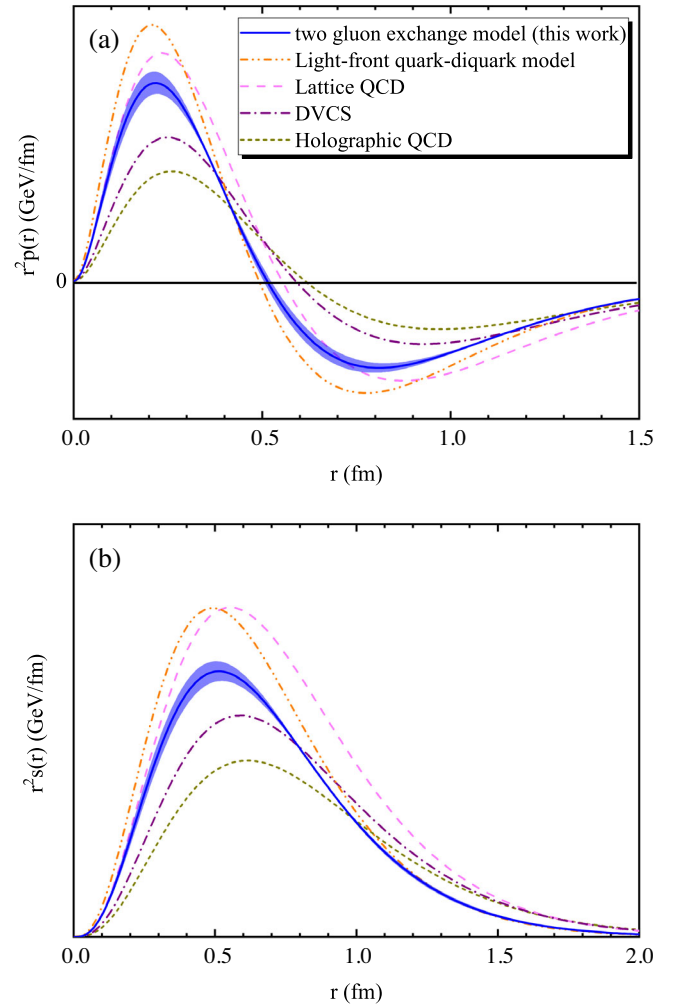 (a)
two gluon exchange model (this work)
Light-front quark-diquark model
Lattice QCD
DVCS
Holographic QCD
r²p(r) (GeV/fm)
0
0.0 0.5 1.0 1.5
r (fm)
(b)
r²s(r) (GeV/fm)
0.0 0.5 1.0 1.5 2.0
r (fm)